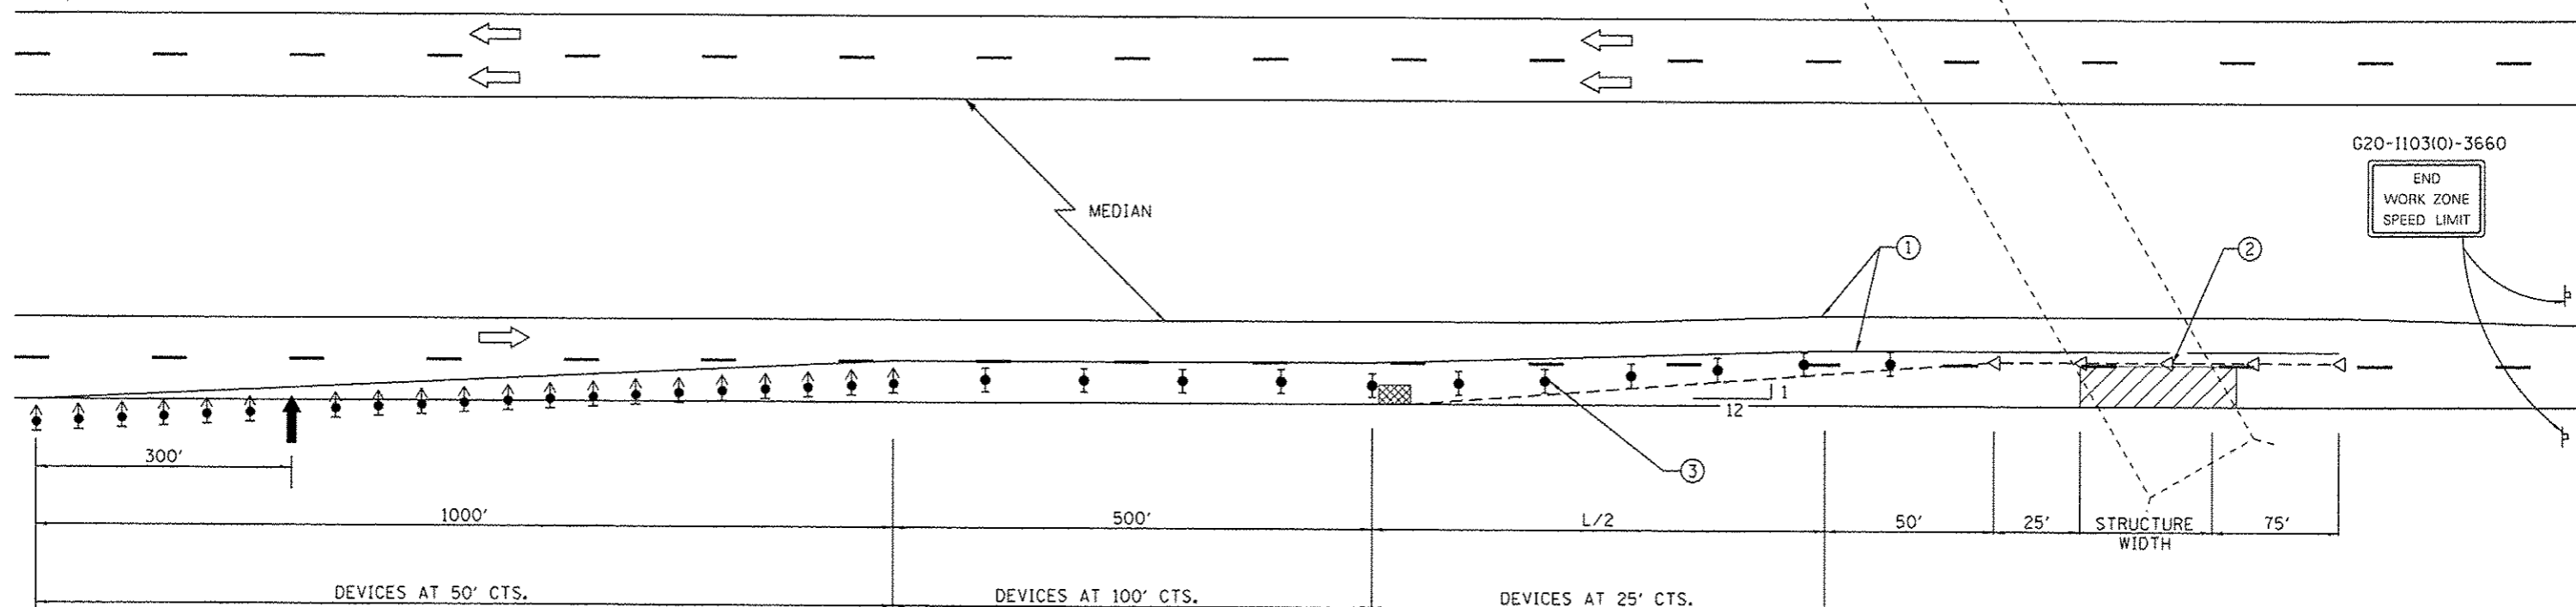 G20-I103(0)-3660
END
WORK ZONE
SPEED LIMIT
MEDIAN
1
2
1
12
3
300'
1000'
500'
L/2
50'
25'
STRUCTURE
WIDTH
75'
DEVICES AT 50' CTS.
DEVICES AT 100' CTS.
DEVICES AT 25' CTS.